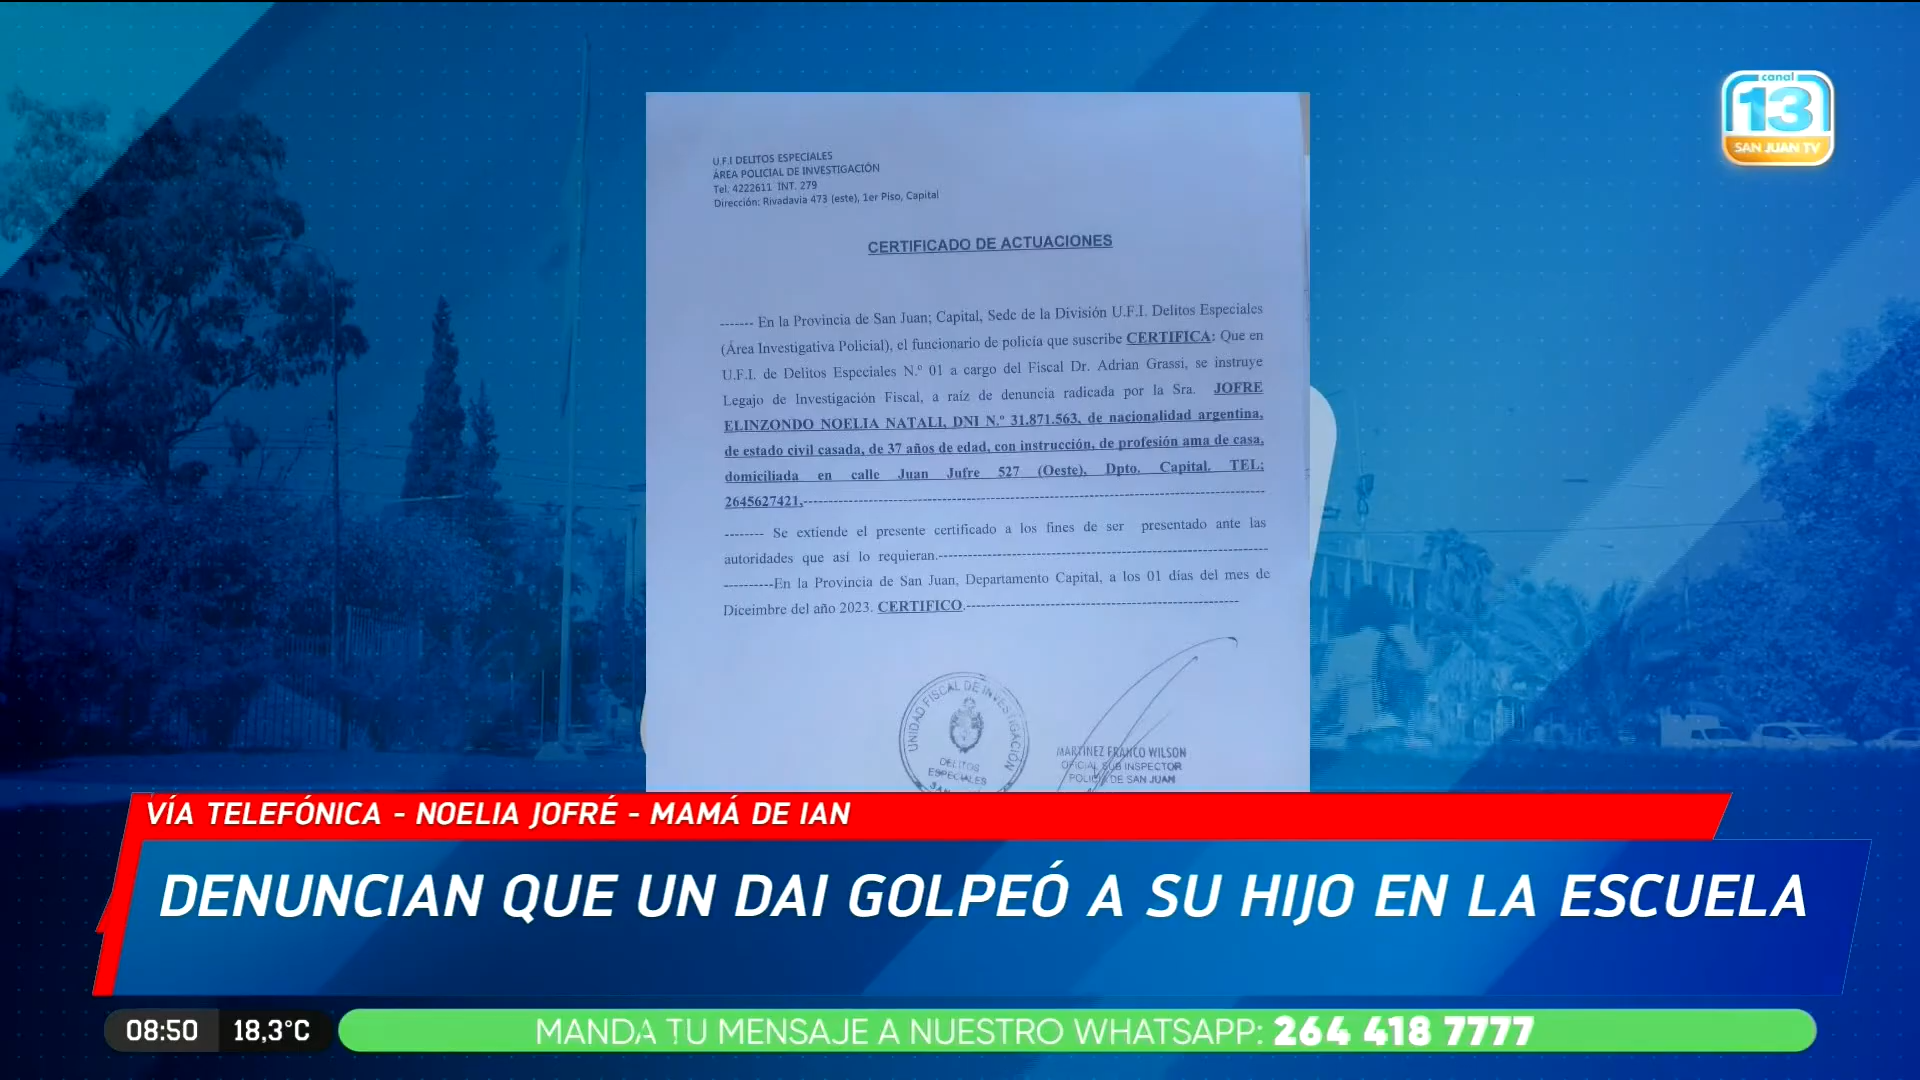 canal
13
SAN JUAN TV
U.F.I DELITOS ESPECIALES
ÁREA POLICIAL DE INVESTIGACIÓN
Tel. 4222611 INT. 279
Dirección: Rivadavia 473 (este), 1er Piso, Capital
CERTIFICADO DE ACTUACIONES
------- En la Provincia de San Juan; Capital, Sede de la División U.F.I. Delitos Especiales
(Área Investigativa Policial), el funcionario de policía que suscribe CERTIFICA: Que en
U.F.I. de Delitos Especiales N.º 01 a cargo del Fiscal Dr. Adrian Grassi, se instruye
Legajo de Investigación Fiscal, a raíz de denuncia radicada por la Sra. JOFRE
ELINZONDO NOELIA NATALI, DNI N.º 31.871.563, de nacionalidad argentina,
de estado civil casada, de 37 años de edad, con instrucción, de profesión ama de casa,
domiciliada en calle Juan Jufre 527 (Oeste), Dpto. Capital. TEL:
2645627421,-----------------------------------------------------------------------------------
-------- Se extiende el presente certificado a los fines de ser presentado ante las
autoridades que así lo requieran.------------------------------------------------------------------
----------En la Provincia de San Juan, Departamento Capital, a los 01 días del mes de
Diceimbre del año 2023. CERTIFICO.-------------------------------------------------------
UNIDAD FISCAL DE INVESTIGACIÓN
DELITOS
ESPECIALES
MARTINEZ FRANCO WILSON
OFICIAL SUB INSPECTOR
POLICIA DE SAN JUAN
VÍA TELEFÓNICA - NOELIA JOFRÉ - MAMÁ DE IAN
DENUNCIAN QUE UN DAI GOLPEÓ A SU HIJO EN LA ESCUELA
08:50 18,3°C MANDA TU MENSAJE A NUESTRO WHATSAPP: 264 418 7777